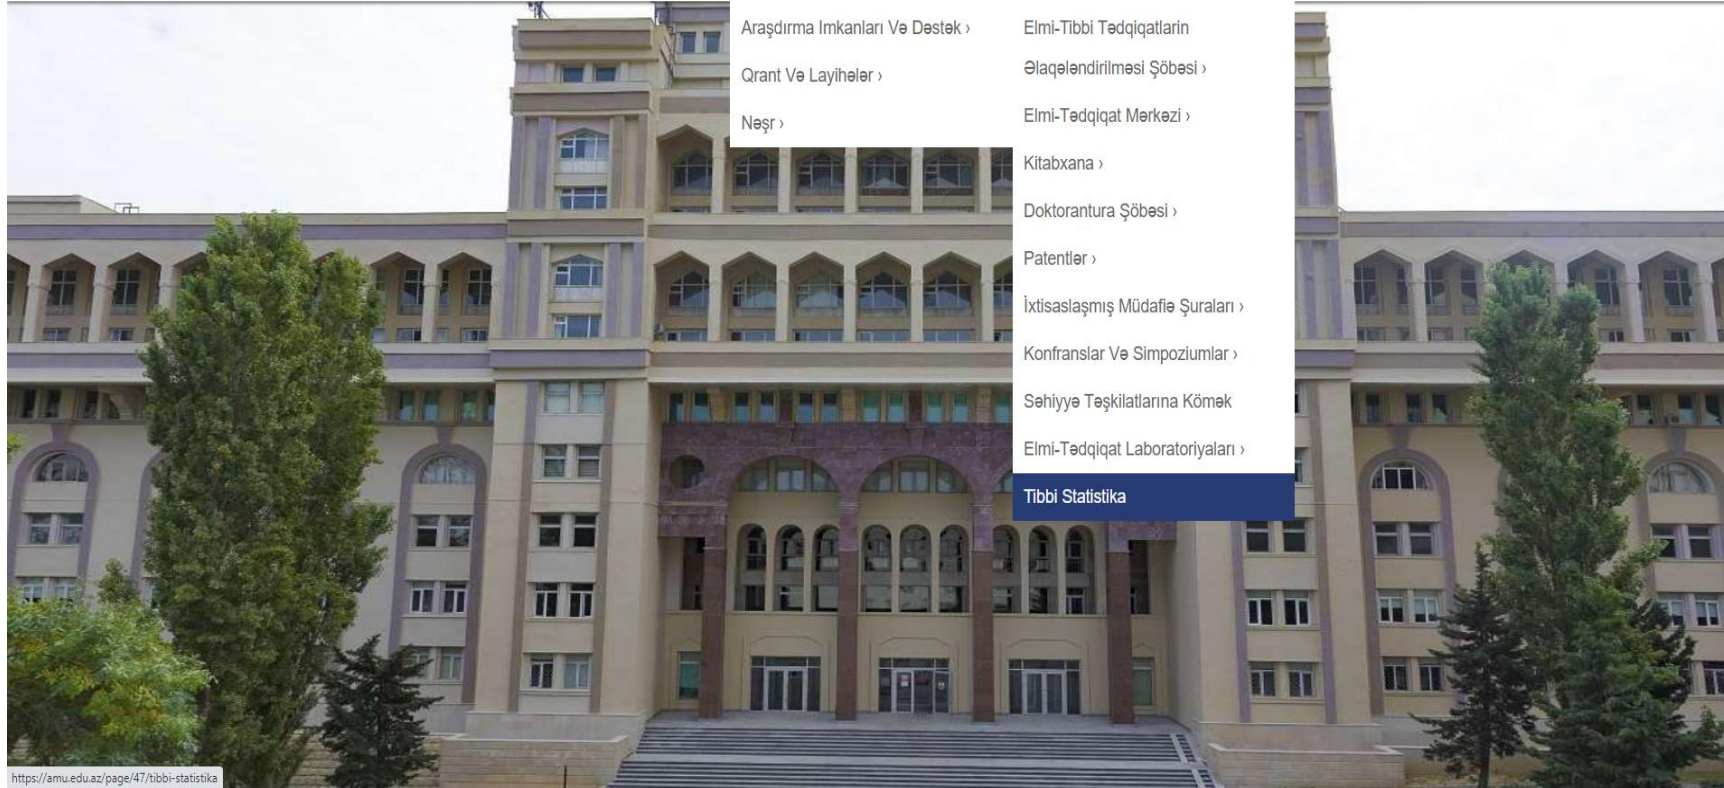 Araşdırma Imkanları Və Dəstək ›
Qrant Və Layihələr ›
Nəşr ›
Elmi-Tibbi Tədqiqatlarin
Əlaqələndirilməsi Şöbəsi ›
Elmi-Tədqiqat Mərkəzi ›
Kitabxana ›
Doktorantura Şöbəsi ›
Patentlər ›
İxtisaslaşmış Müdafiə Şuraları ›
Konfranslar Və Simpoziumlar ›
Səhiyyə Təşkilatlarına Kömək
Elmi-Tədqiqat Laboratoriyaları ›
Tibbi Statistika
https://amu.edu.az/page/47/tibbi-statistika